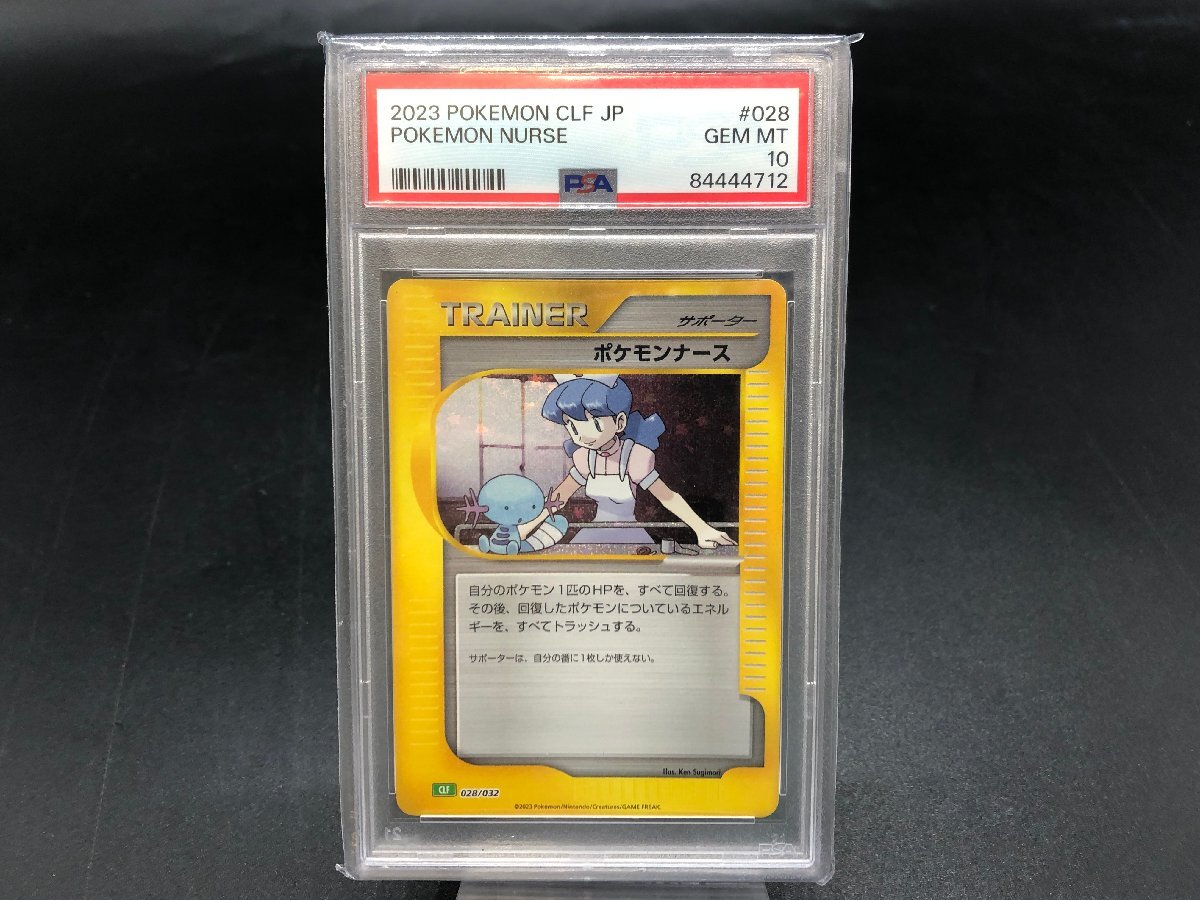 2023 POKEMON CLF JP #028
POKEMON NURSE GEM MT
10
PSA 84444712
TRAINER サポーター
ポケモンナース
自分のポケモン1匹のHPを、すべて回復する。
その後、回復したポケモンについているエネル
ギーを、すべてトラッシュする。
サポーターは、自分の番に1枚しか使えない。
Illus. Ken Sugimori
CLF 028/032
©2023 Pokémon/Nintendo/Creatures/GAME FREAK.